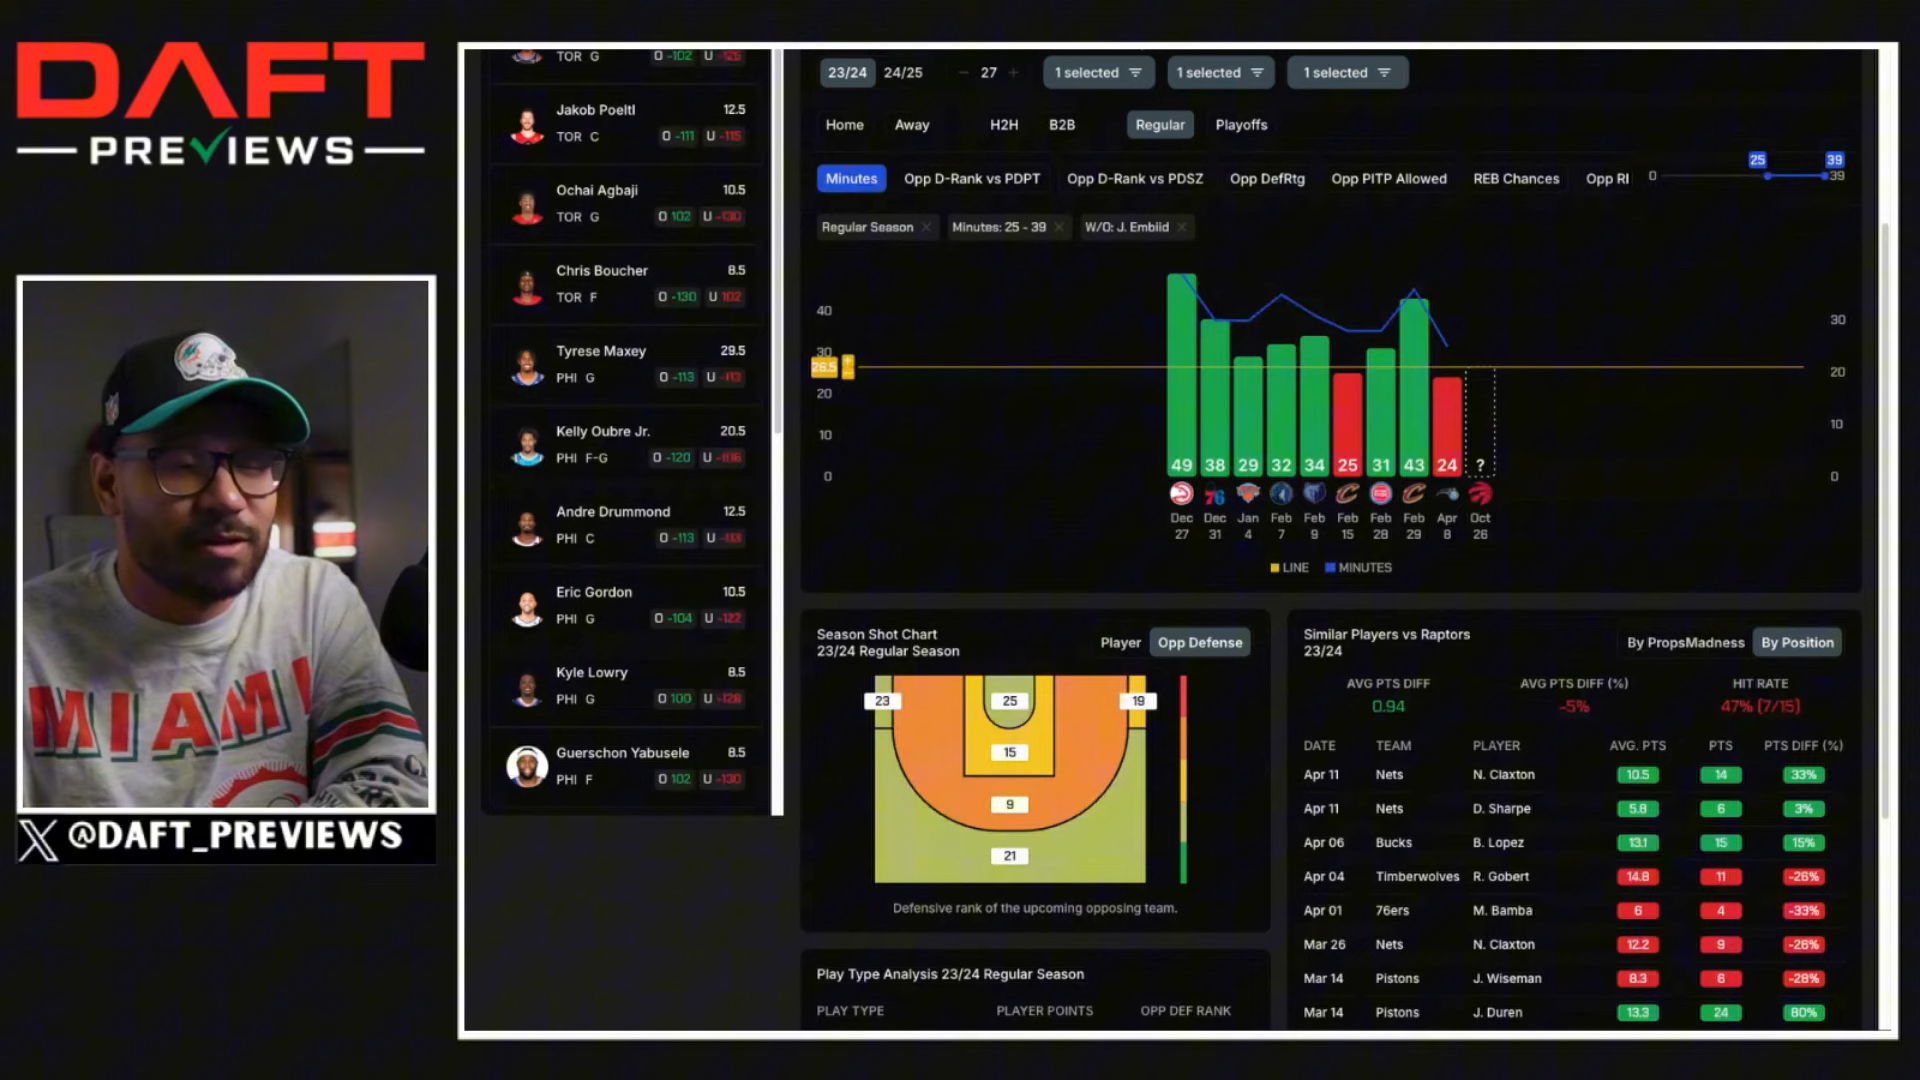 DAFT
PREVIEWS
MIAMI
@DAFT_PREVIEWS
TOR G O -102 U -125
Jakob Poeltl 12.5
TOR C O -111 U -115
Ochai Agbaji 10.5
TOR G O 102 U -130
Chris Boucher 8.5
TOR F O -130 U 102
Tyrese Maxey 29.5
PHI G O -113 U -113
Kelly Oubre Jr. 20.5
PHI F-G O -120 U -106
Andre Drummond 12.5
PHI C O -113 U -113
Eric Gordon 10.5
PHI G O -104 U -122
Kyle Lowry 8.5
PHI G O 100 U -128
Guerschon Yabusele 8.5
PHI F O 102 U -130
23/24 24/25 − 27 + 1 selected 1 selected 1 selected
Home Away H2H B2B Regular Playoffs
Minutes Opp D-Rank vs PDPT Opp D-Rank vs PDSZ Opp DefRtg Opp PITP Allowed REB Chances Opp RI 0 25 39 39
Regular Season × Minutes: 25 - 39 × W/O: J. Embiid ×
40
30
26.5
20
10
0
30
20
10
0
49 38 29 32 34 25 31 43 24 ?
Dec Dec Jan Feb Feb Feb Feb Feb Apr Oct
27 31 4 7 9 15 28 29 8 26
LINE MINUTES
Season Shot Chart
23/24 Regular Season
Player Opp Defense
23 25 19
15
9
21
Defensive rank of the upcoming opposing team.
Play Type Analysis 23/24 Regular Season
PLAY TYPE PLAYER POINTS OPP DEF RANK
Similar Players vs Raptors
23/24
By PropsMadness By Position
AVG PTS DIFF AVG PTS DIFF (%) HIT RATE
0.94 -5% 47% (7/15)
DATE TEAM PLAYER AVG. PTS PTS PTS DIFF (%)
Apr 11 Nets N. Claxton 10.5 14 33%
Apr 11 Nets D. Sharpe 5.8 6 3%
Apr 06 Bucks B. Lopez 13.1 15 15%
Apr 04 Timberwolves R. Gobert 14.8 11 -26%
Apr 01 76ers M. Bamba 6 4 -33%
Mar 26 Nets N. Claxton 12.2 9 -26%
Mar 14 Pistons J. Wiseman 8.3 6 -28%
Mar 14 Pistons J. Duren 13.3 24 80%